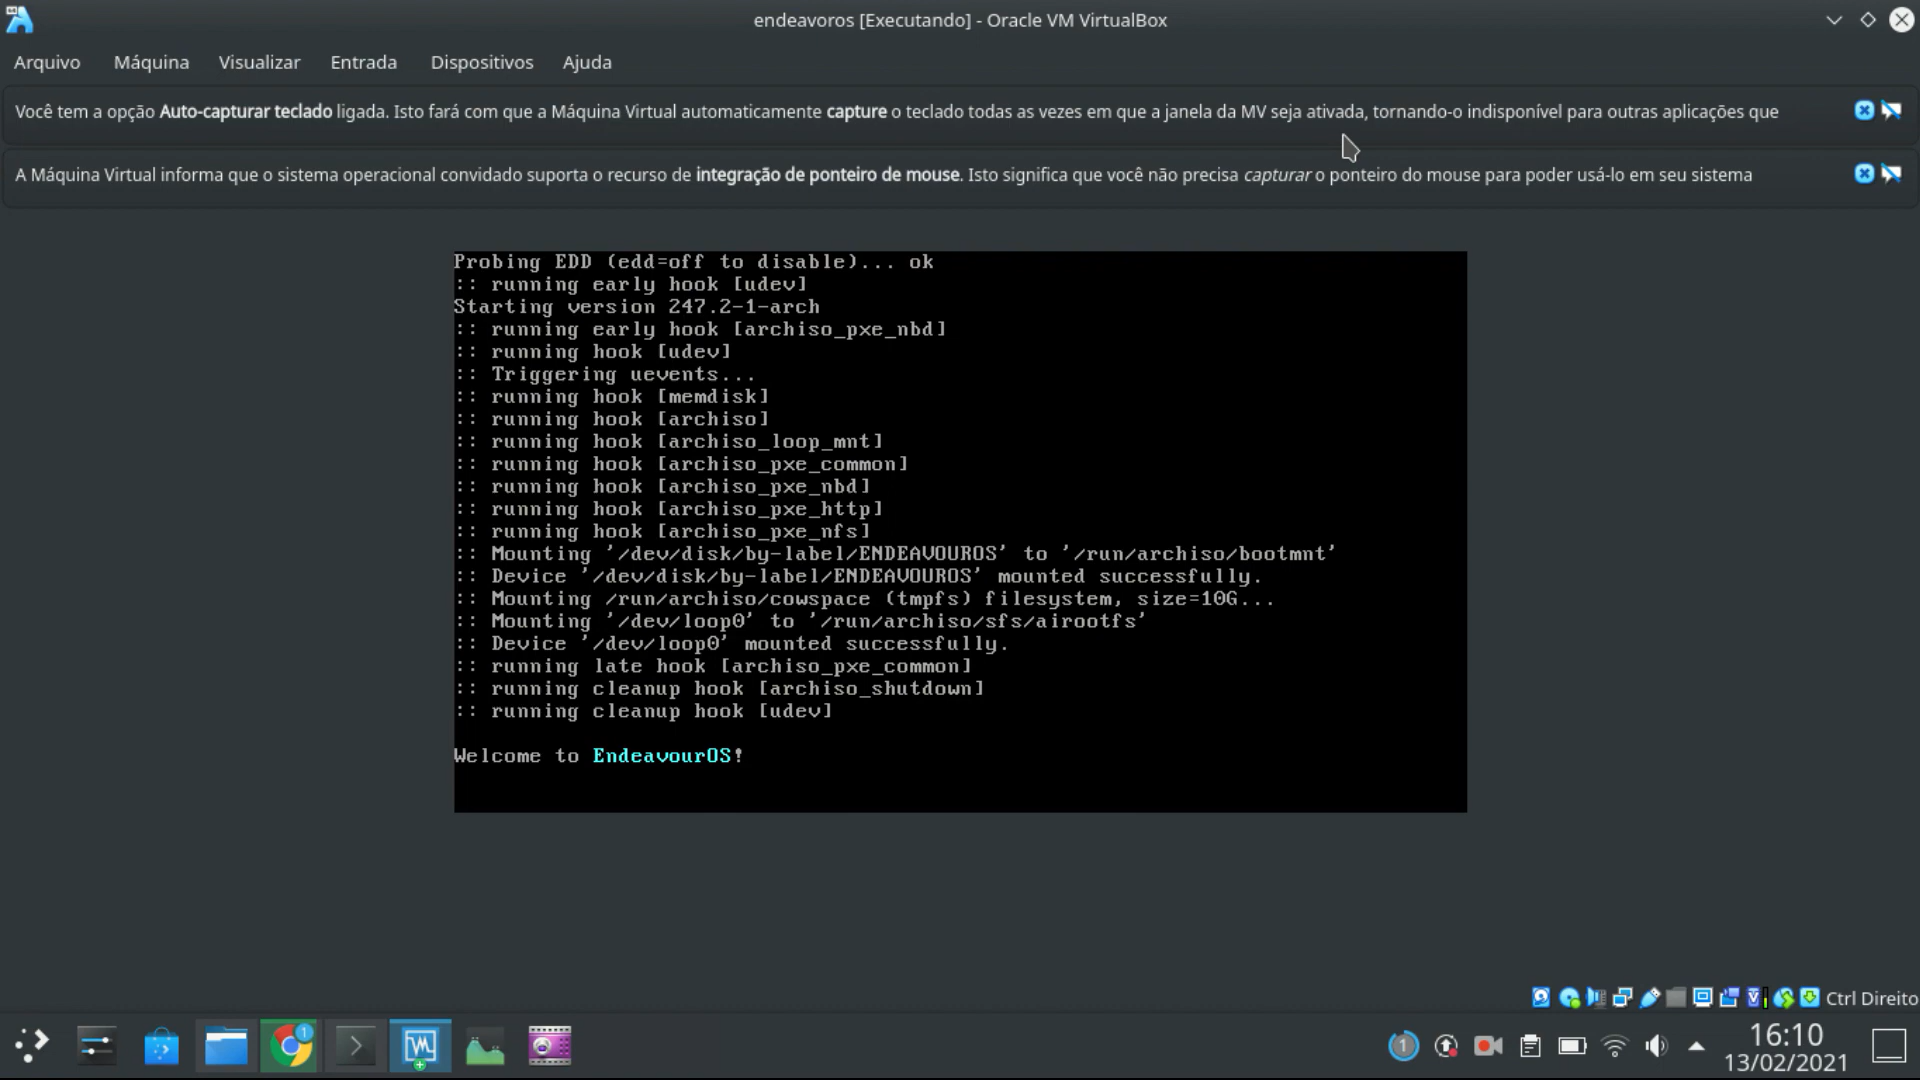 endeavoros [Executando] - Oracle VM VirtualBox
Arquivo Máquina Visualizar Entrada Dispositivos Ajuda
Você tem a opção Auto-capturar teclado ligada. Isto fará com que a Máquina Virtual automaticamente capture o teclado todas as vezes em que a janela da MV seja ativada, tornando-o indisponível para outras aplicações que
A Máquina Virtual informa que o sistema operacional convidado suporta o recurso de integração de ponteiro de mouse. Isto significa que você não precisa capturar o ponteiro do mouse para poder usá-lo em seu sistema
Probing EDD (edd=off to disable)... ok
:: running early hook [udev]
Starting version 247.2-1-arch
:: running early hook [archiso_pxe_nbd]
:: running hook [udev]
:: Triggering uevents...
:: running hook [memdisk]
:: running hook [archiso]
:: running hook [archiso_loop_mnt]
:: running hook [archiso_pxe_common]
:: running hook [archiso_pxe_nbd]
:: running hook [archiso_pxe_http]
:: running hook [archiso_pxe_nfs]
:: Mounting '/dev/disk/by-label/ENDEAVOUROS' to '/run/archiso/bootmnt'
:: Device '/dev/disk/by-label/ENDEAVOUROS' mounted successfully.
:: Mounting /run/archiso/cowspace (tmpfs) filesystem, size=10G...
:: Mounting '/dev/loop0' to '/run/archiso/sfs/airootfs'
:: Device '/dev/loop0' mounted successfully.
:: running late hook [archiso_pxe_common]
:: running cleanup hook [archiso_shutdown]
:: running cleanup hook [udev]
Welcome to EndeavourOS!
Ctrl Direito
1
1
16:10
13/02/2021